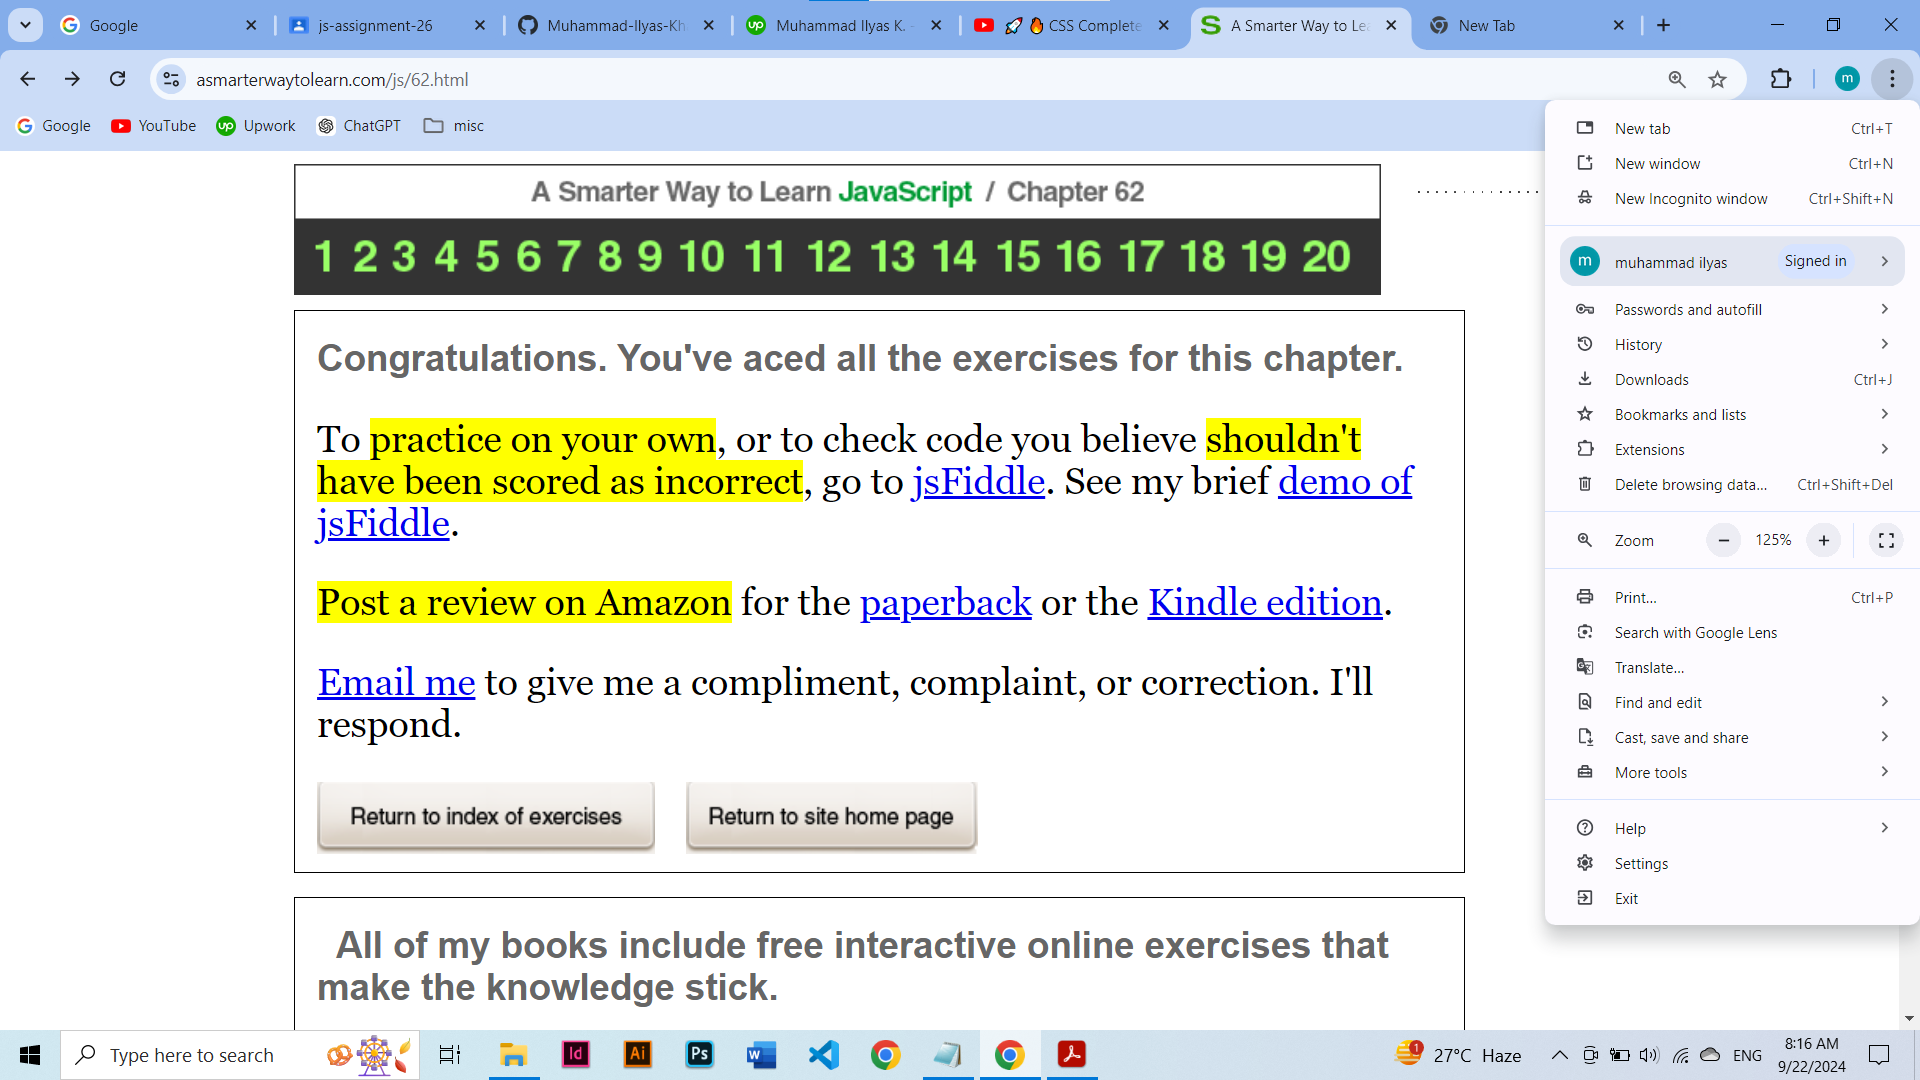 Google
js-assignment-26
Muhammad-Ilyas-Kh
Muhammad Ilyas K. -
🚀🔥 CSS Complete
A Smarter Way to Lea
New Tab
asmarterwaytolearn.com/js/62.html
m
Google
YouTube
Upwork
ChatGPT
misc
A Smarter Way to Learn JavaScript / Chapter 62
1 2 3 4 5 6 7 8 9 10 11 12 13 14 15 16 17 18 19 20
Congratulations. You've aced all the exercises for this chapter.
To practice on your own, or to check code you believe shouldn't
have been scored as incorrect, go to jsFiddle. See my brief demo of
jsFiddle.
Post a review on Amazon for the paperback or the Kindle edition.
Email me to give me a compliment, complaint, or correction. I'll
respond.
Return to index of exercises
Return to site home page
All of my books include free interactive online exercises that
make the knowledge stick.
New tab Ctrl+T
New window Ctrl+N
New Incognito window Ctrl+Shift+N
m muhammad ilyas Signed in
Passwords and autofill
History
Downloads Ctrl+J
Bookmarks and lists
Extensions
Delete browsing data... Ctrl+Shift+Del
Zoom − 125% +
Print... Ctrl+P
Search with Google Lens
Translate...
Find and edit
Cast, save and share
More tools
Help
Settings
Exit
Type here to search
Id
Ai
Ps
W
1
27°C Haze
ENG
8:16 AM
9/22/2024